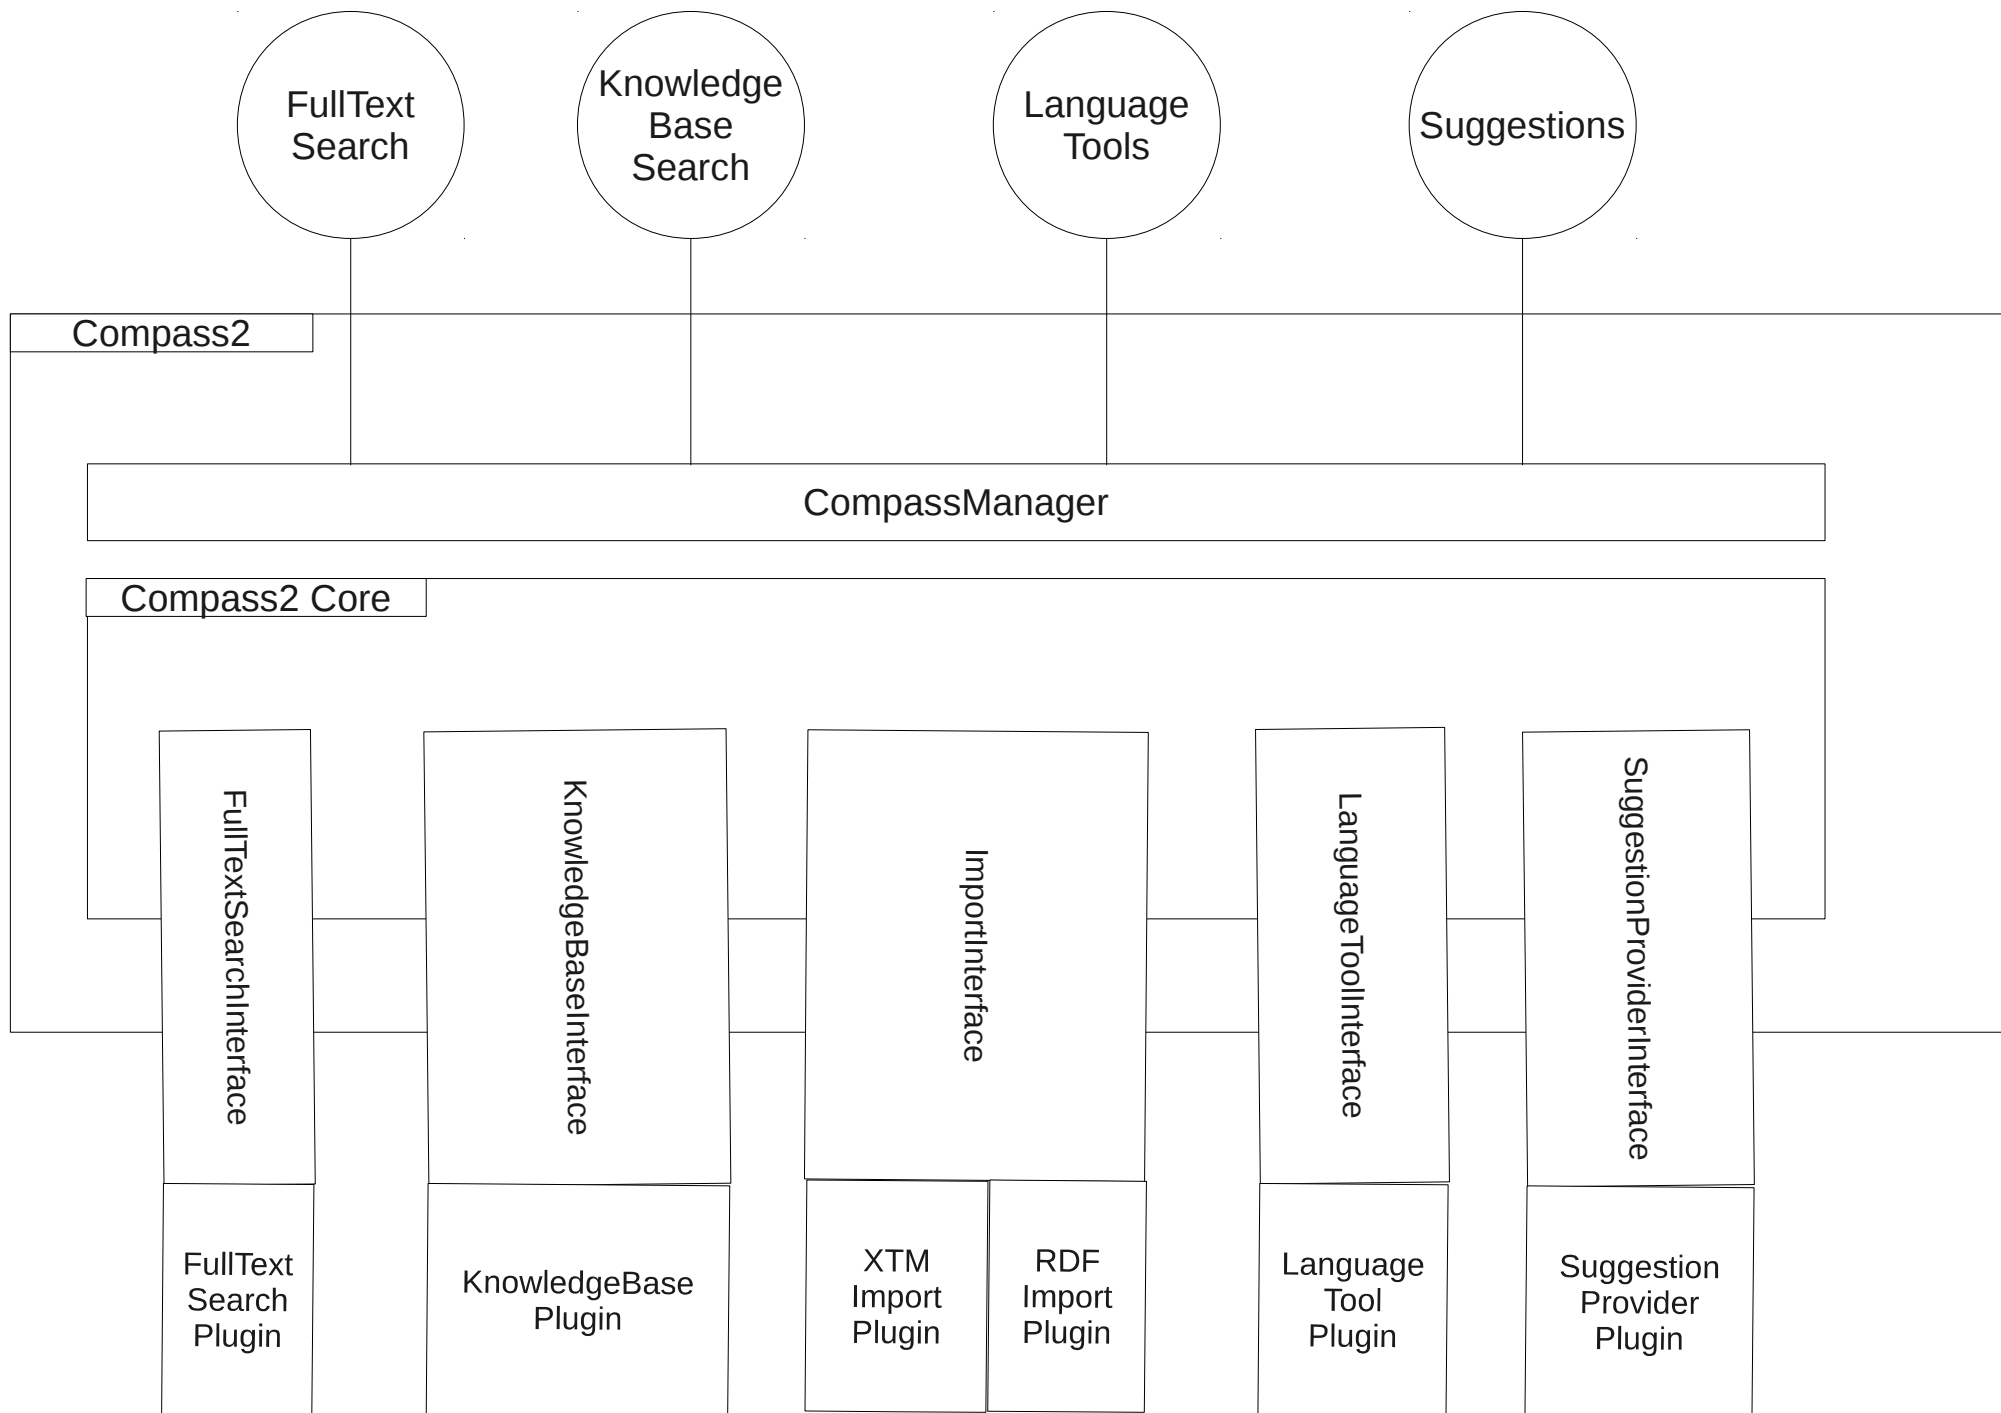 FullText
Search
Knowledge
Base
Search
Language
Tools
Suggestions
Compass2
CompassManager
Compass2 Core
FullTextSearchInterface
KnowledgeBaseInterface
ImportInterface
LanguageToolInterface
SuggestionProviderInterface
FullText
Search
Plugin
KnowledgeBase
Plugin
XTM
Import
Plugin
RDF
Import
Plugin
Language
Tool
Plugin
Suggestion
Provider
Plugin